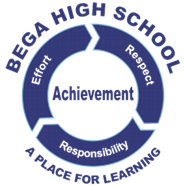 BEGA HIGH SCHOOL
Effort
Respect
Achievement
Responsibility
A PLACE FOR LEARNING